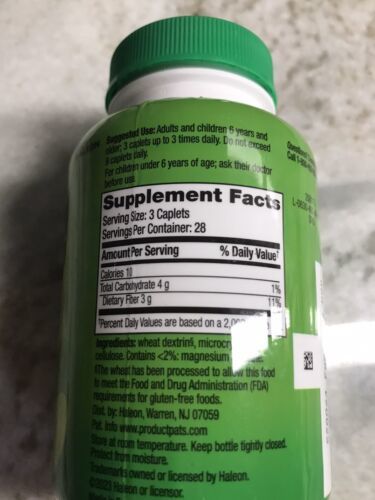 Suggested Use: Adults and children 6 years and
older; 3 caplets up to 3 times daily. Do not exceed
9 caplets daily.
For children under 6 years of age; ask their doctor
before use.
Questions
Call 1-800-
Supplement Facts
Serving Size: 3 Caplets
Servings Per Container: 28
Amount Per Serving % Daily Value†
Calories 10
Total Carbohydrate 4 g 1%†
Dietary Fiber 3 g 11%
†Percent Daily Values are based on a 2,0
Ingredients: wheat dextrin§, microcry
cellulose. Contains <2%: magnesium
§The wheat has been processed to allow this food
to meet the Food and Drug Administration (FDA)
requirements for gluten-free foods.
Dist. by: Haleon, Warren, NJ 07059
Pat. Info www.productpats.com
Store at room temperature. Keep bottle tightly closed.
Protect from moisture.
Trademarks owned or licensed by Haleon.
©2023 Haleon or licensor.